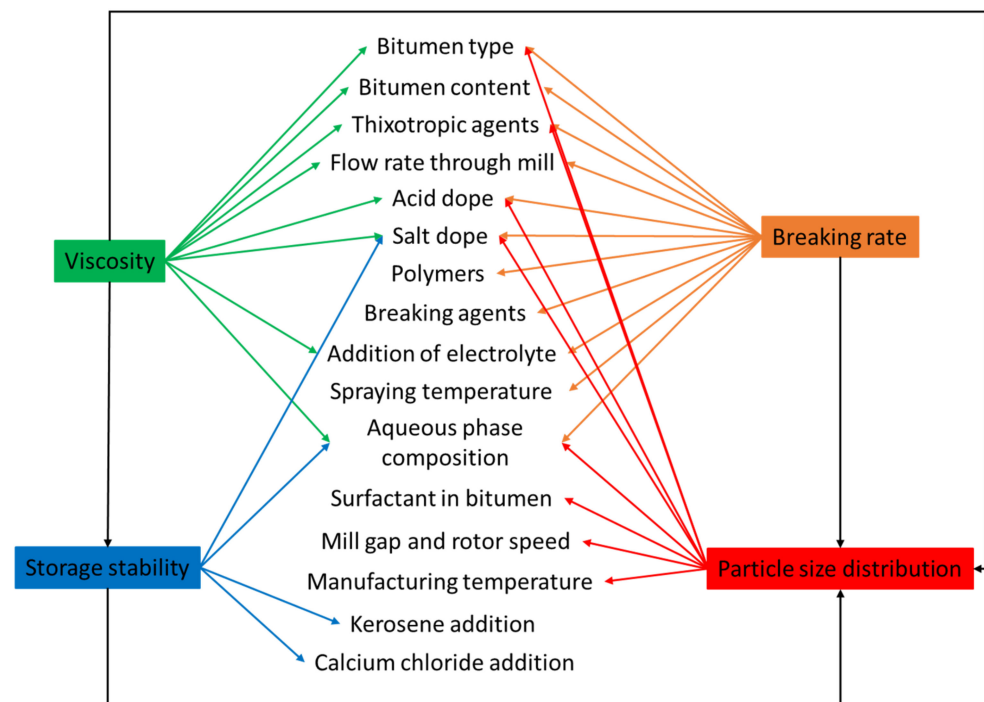 Bitumen type
Bitumen content
Thixotropic agents
Flow rate through mill
Acid dope
Salt dope
Breaking rate
Viscosity
Polymers
Breaking agents
Addition of electrolyte
Spraying temperature
Aqueous phase
composition
Surfactant in bitumen
Mill gap and rotor speed
Storage stability
Particle size distribution
Manufacturing temperature
Kerosene addition
Calcium chloride addition